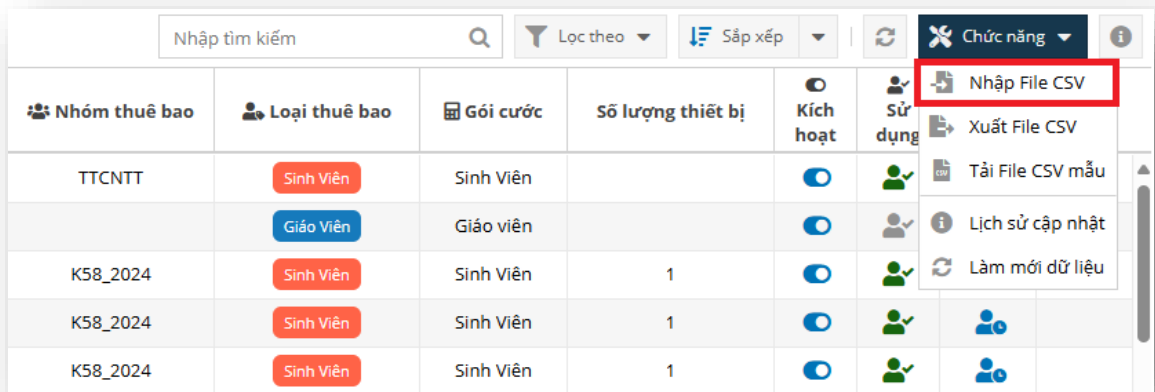 Nhập tìm kiếm
Lọc theo
Sắp xếp
Chức năng
Nhập File CSV
Xuất File CSV
CSV
Tải File CSV mẫu
Lịch sử cập nhật
Làm mới dữ liệu
Nhóm thuê bao
Loại thuê bao
Gói cước
Số lượng thiết bị
Kích
hoạt
Sử
dụng
TTCNTT Sinh Viên Sinh Viên
Giáo Viên Giáo viên
K58_2024 Sinh Viên Sinh Viên 1
K58_2024 Sinh Viên Sinh Viên 1
K58_2024 Sinh Viên Sinh Viên 1